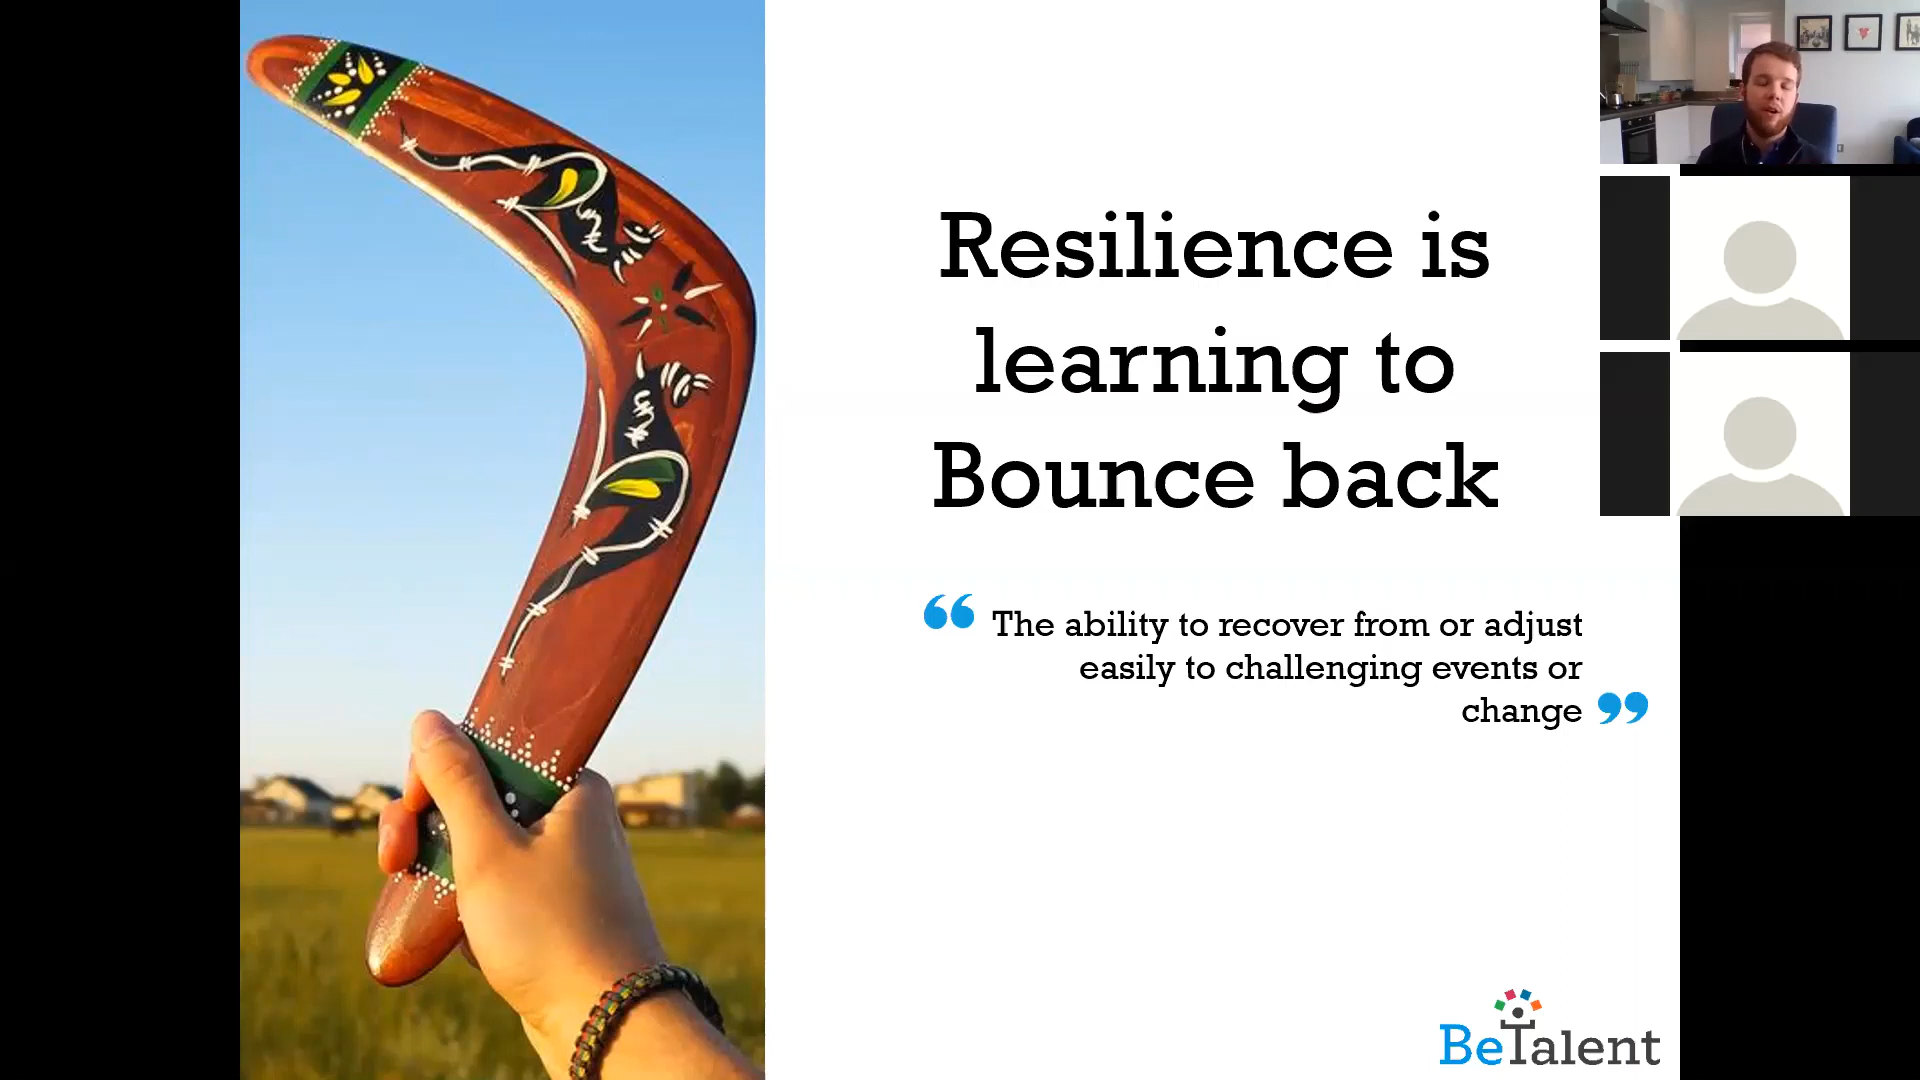 Resilience is
learning to
Bounce back
“ The ability to recover from or adjust
easily to challenging events or
change ”
BeTalent